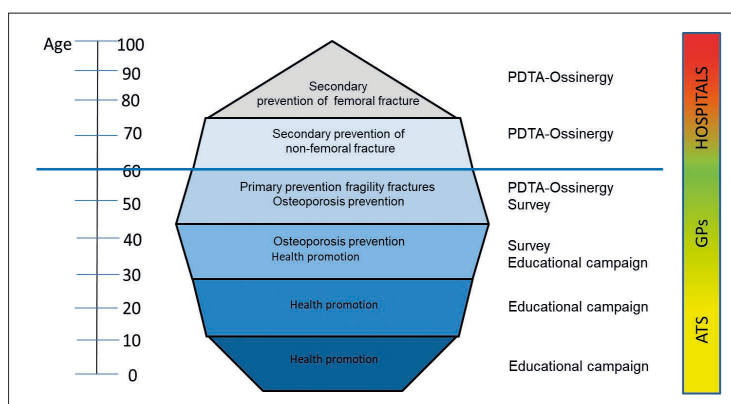 Age
100
90
80
70
60
50
40
30
20
10
0
Secondary
prevention of femoral fracture
Secondary prevention of
non-femoral fracture
Primary prevention fragility fractures
Osteoporosis prevention
Osteoporosis prevention
Health promotion
Health promotion
Health promotion
PDTA-Ossinergy
PDTA-Ossinergy
PDTA-Ossinergy
Survey
Survey
Educational campaign
Educational campaign
Educational campaign
HOSPITALS
GPs
ATS